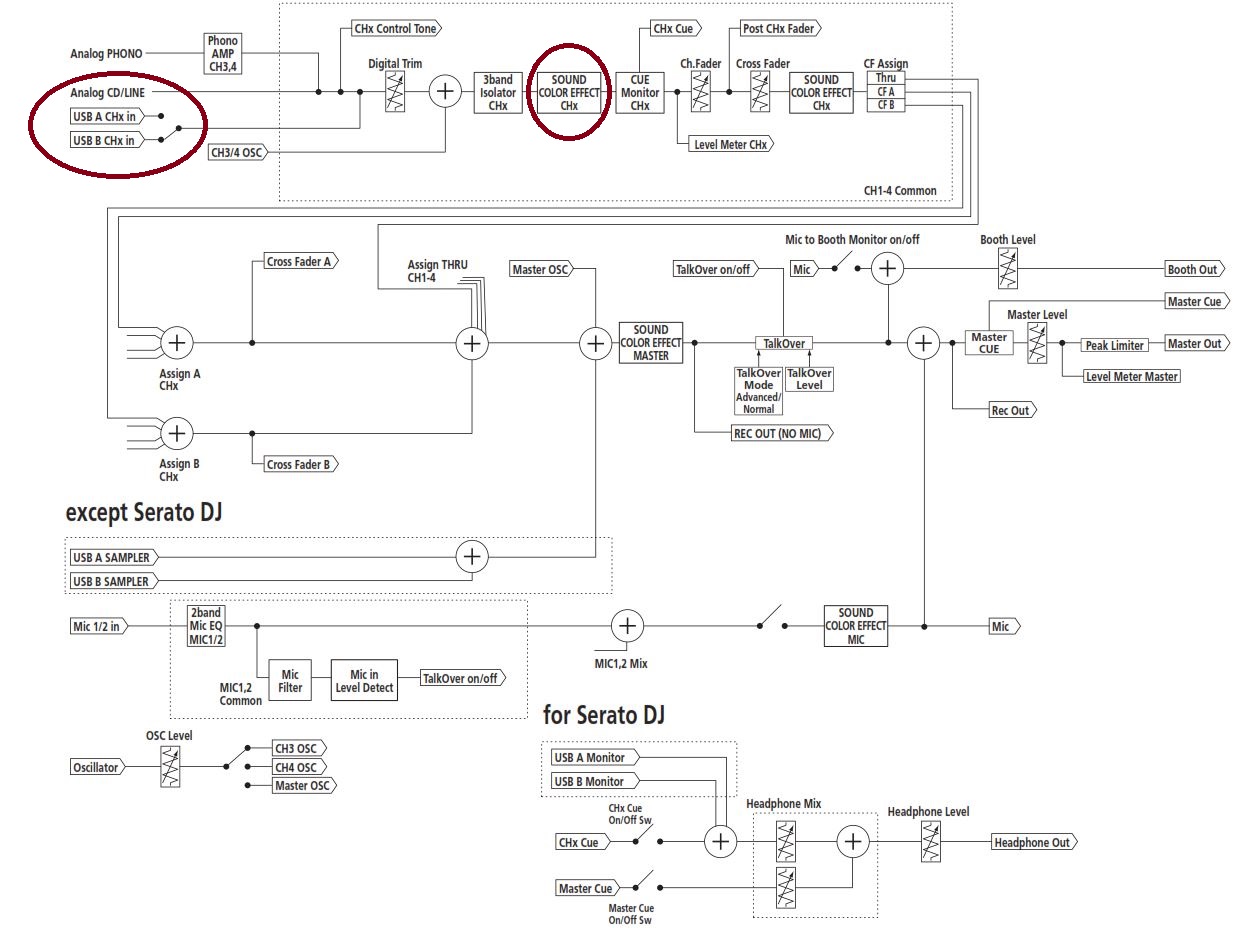 CHx Control Tone
CHx Cue
Post CHx Fader
Analog PHONO
Phono
AMP
CH3,4
Digital Trim
Ch.Fader
Cross Fader
CF Assign
Analog CD/LINE
3band
Isolator
CHx
SOUND
COLOR EFFECT
CHx
CUE
Monitor
CHx
SOUND
COLOR EFFECT
CHx
Thru
CF A
CF B
USB A CHx in
USB B CHx in
CH3/4 OSC
Level Meter CHx
CH1-4 Common
Cross Fader A
Assign THRU
CH1-4
Master OSC
TalkOver on/off
Mic to Booth Monitor on/off
Mic
Booth Level
Booth Out
Master Cue
Master Level
SOUND
COLOR EFFECT
MASTER
TalkOver
Master
CUE
Peak Limiter
Master Out
Assign A
CHx
TalkOver
Mode
Advanced/
Normal
TalkOver
Level
Level Meter Master
Rec Out
REC OUT (NO MIC)
Assign B
CHx
Cross Fader B
except Serato DJ
USB A SAMPLER
USB B SAMPLER
Mic 1/2 in
2band
Mic EQ
MIC1/2
SOUND
COLOR EFFECT
MIC
Mic
MIC1,2 Mix
MIC1,2
Common
Mic
Filter
Mic in
Level Detect
TalkOver on/off
for Serato DJ
OSC Level
Oscillator
CH3 OSC
CH4 OSC
Master OSC
USB A Monitor
USB B Monitor
CHx Cue
On/Off Sw
Headphone Mix
Headphone Level
CHx Cue
Headphone Out
Master Cue
Master Cue
On/Off Sw